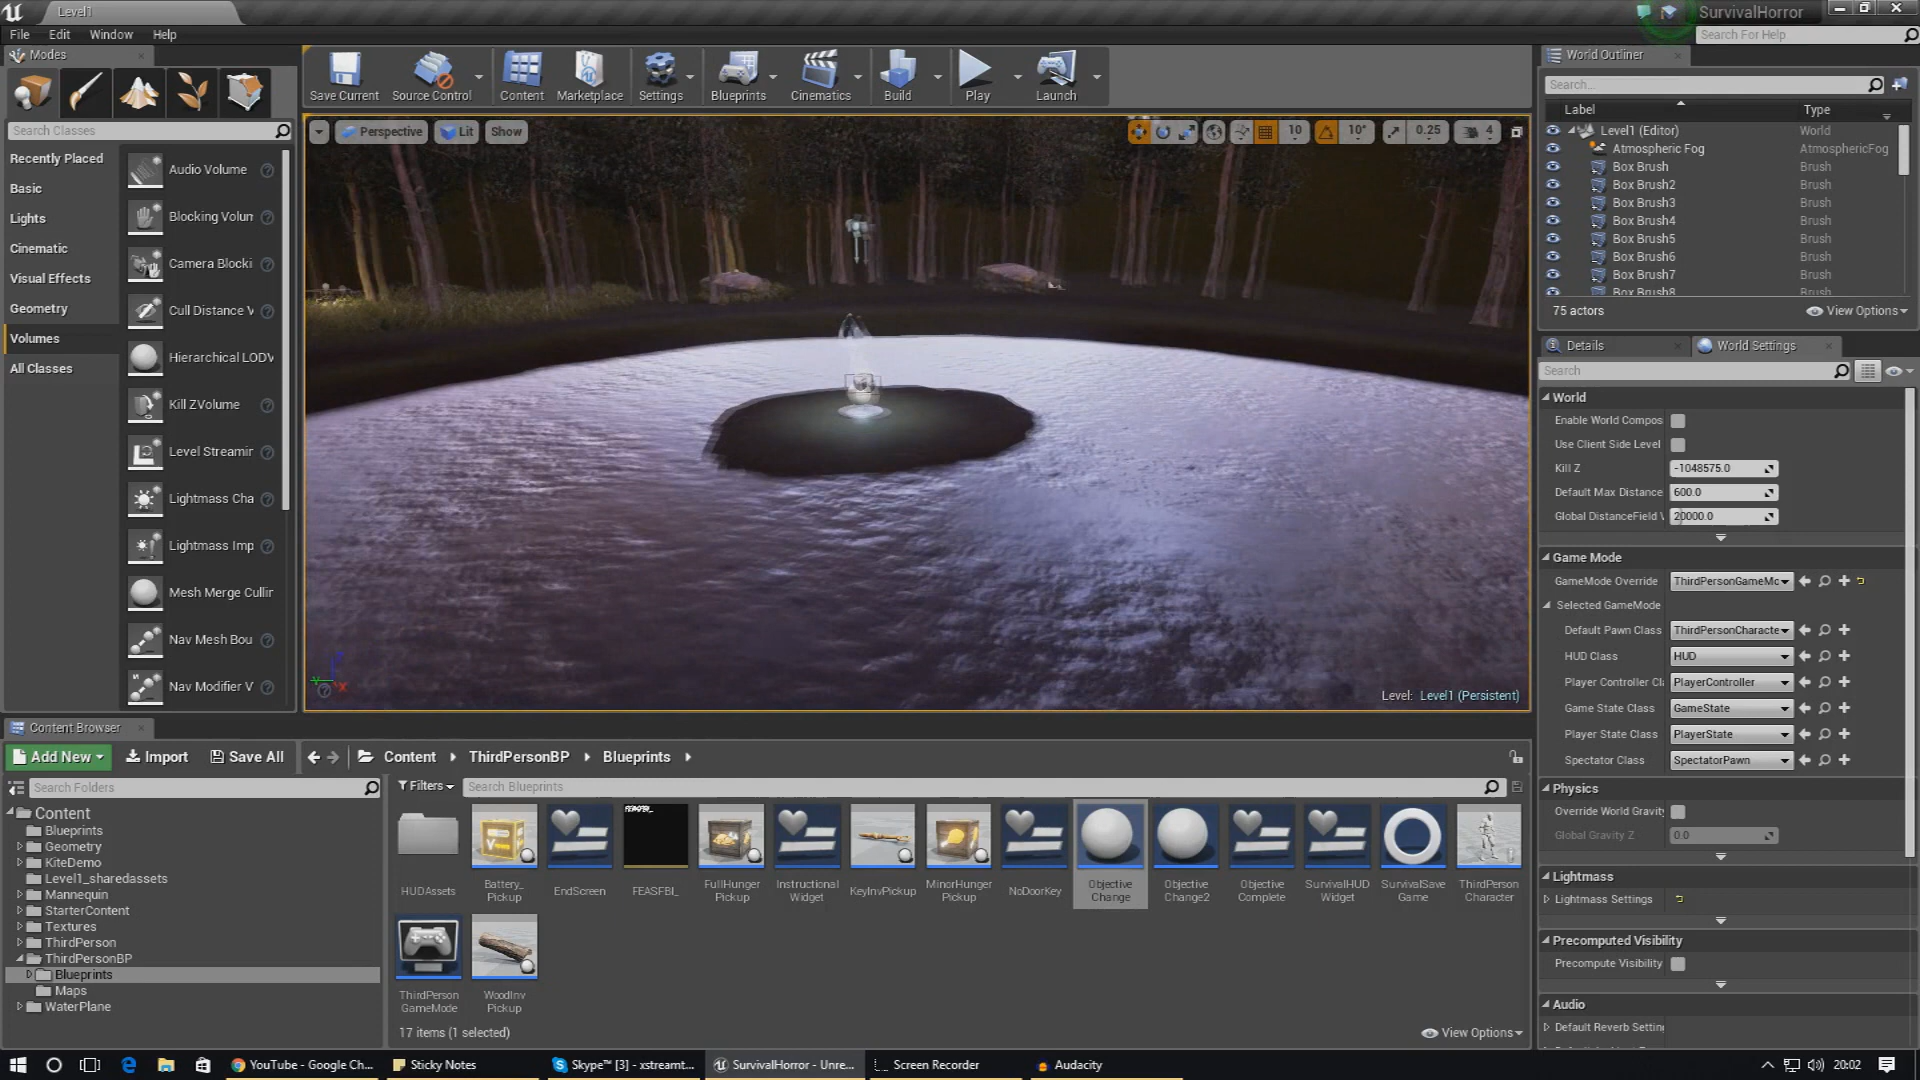 Level1
SurvivalHorror
File
Edit
Window
Help
Search For Help
Modes
Save Current
Source Control
Content
Marketplace
Settings
Blueprints
Cinematics
Build
Play
Launch
World Outliner
Search...
Label
Type
Search Classes
Perspective
Lit
Show
10
10°
0.25
4
Level1 (Editor)
World
Atmospheric Fog
AtmosphericFog
Box Brush
Brush
Box Brush2
Brush
Box Brush3
Brush
Box Brush4
Brush
Box Brush5
Brush
Box Brush6
Brush
Box Brush7
Brush
Box Brush8
Brush
75 actors
View Options
Recently Placed
Basic
Lights
Cinematic
Visual Effects
Geometry
Volumes
All Classes
Audio Volume
Blocking Volum
Camera Blocki
Cull Distance V
Hierarchical LODV
Kill ZVolume
Level Streamin
Lightmass Cha
Lightmass Imp
Mesh Merge Cullin
Nav Mesh Bou
Nav Modifier V
Level: Level1 (Persistent)
Details
World Settings
Search
World
Enable World Compos
Use Client Side Level
Kill Z
-1048575.0
Default Max Distance
600.0
Global DistanceField V
20000.0
Game Mode
GameMode Override
ThirdPersonGameMo
Selected GameMode
Default Pawn Class
ThirdPersonCharacte
HUD Class
HUD
Player Controller Cla
PlayerController
Game State Class
GameState
Player State Class
PlayerState
Spectator Class
SpectatorPawn
Physics
Override World Gravity
Global Gravity Z
0.0
Lightmass
Lightmass Settings
Precomputed Visibility
Precompute Visibility
Audio
Default Reverb Setting
Content Browser
Add New
Import
Save All
Content
ThirdPersonBP
Blueprints
Search Folders
Filters
Search Blueprints
Content
Blueprints
Geometry
KiteDemo
Level1_sharedassets
Mannequin
StarterContent
Textures
ThirdPerson
ThirdPersonBP
Blueprints
Maps
WaterPlane
HUDAssets
Battery_
Pickup
EndScreen
FEASFBI_
FullHunger
Pickup
Instructional
Widget
KeyInvPickup
MinorHunger
Pickup
NoDoorKey
Objective
Change
Objective
Change2
Objective
Complete
SurvivalHUD
Widget
SurvivalSave
Game
ThirdPerson
Character
ThirdPerson
GameMode
WoodInv
Pickup
17 items (1 selected)
View Options
YouTube - Google Ch...
Sticky Notes
Skype™ [3] - xstreamt...
SurvivalHorror - Unre...
Screen Recorder
Audacity
20:02